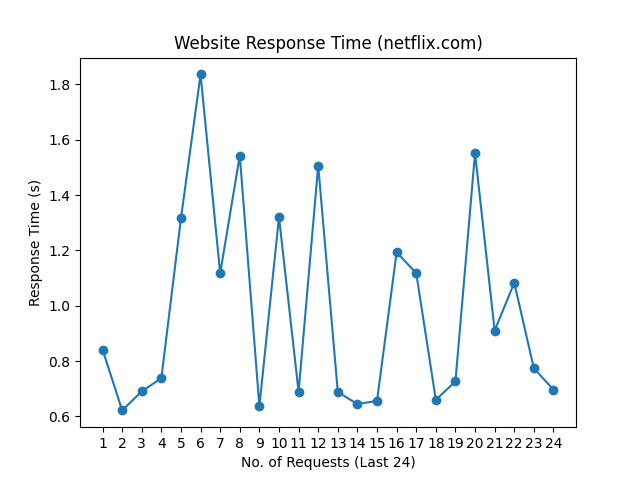 Website Response Time (netflix.com)
1.8
1.6
1.4
1.2
1.0
0.8
0.6
Response Time (s)
1 2 3 4 5 6 7 8 9 10 11 12 13 14 15 16 17 18 19 20 21 22 23 24
No. of Requests (Last 24)